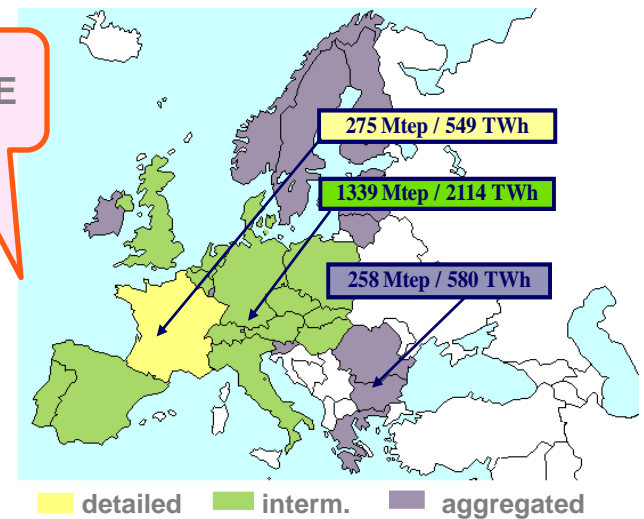 E
275 Mtep / 549 TWh
1339 Mtep / 2114 TWh
258 Mtep / 580 TWh
detailed interm. aggregated